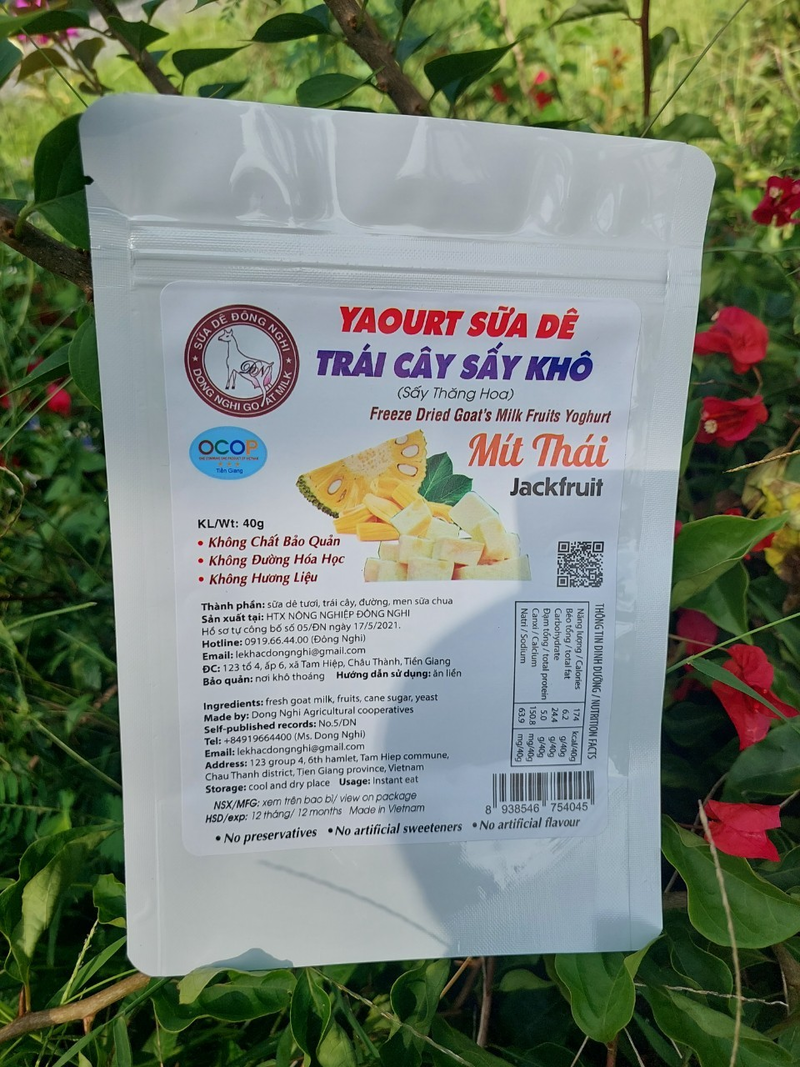 SỮA DÊ ĐÔNG NGHI
DONG NGHI GOAT MILK
ĐN
YAOURT SỮA DÊ
TRÁI CÂY SẤY KHÔ
(Sấy Thăng Hoa)
Freeze Dried Goat's Milk Fruits Yoghurt
OCOP
Tiền Giang
Mít Thái
Jackfruit
KL/Wt: 40g
• Không Chất Bảo Quản
• Không Đường Hóa Học
• Không Hương Liệu
Thành phần: sữa dê tươi, trái cây, đường, men sữa chua
Sản xuất tại: HTX NÔNG NGHIỆP ĐÔNG NGHI
Hồ sơ tự công bố số 05/ĐN ngày 17/5/2021.
Hotline: 0919.66.44.00 (Đông Nghi)
Email: lekhacdongnghi@gmail.com
ĐC: 123 tổ 4, ấp 6, xã Tam Hiệp, Châu Thành, Tiền Giang
Bảo quản: nơi khô thoáng Hướng dẫn sử dụng: ăn liền
Ingredients: fresh goat milk, fruits, cane sugar, yeast
Made by: Dong Nghi Agricultural cooperatives
Self-published records: No.5/DN
Tel: +84919664400 (Ms. Dong Nghi)
Email: lekhacdongnghi@gmail.com
Address: 123 group 4, 6th hamlet, Tam Hiep commune,
Chau Thanh district, Tien Giang province, Vietnam
Storage: cool and dry place Usage: Instant eat
NSX/MFG: xem trên bao bì/ view on package
HSD/exp: 12 tháng/ 12 months Made in Vietnam
• No preservatives • No artificial sweeteners • No artificial flavour
THÔNG TIN DINH DƯỠNG / NUTRITION FACTS
Năng lượng / Calories 174 kcal/40g
Béo tổng / total fat 6.2 g/40g
Carbohydrate 24.4 g/40g
Đạm tổng / total protein 5.0 g/40g
Canxi / Calcium 150.8 mg/40g
Natri / Sodium 63.9 mg/40g
8 938546 754045